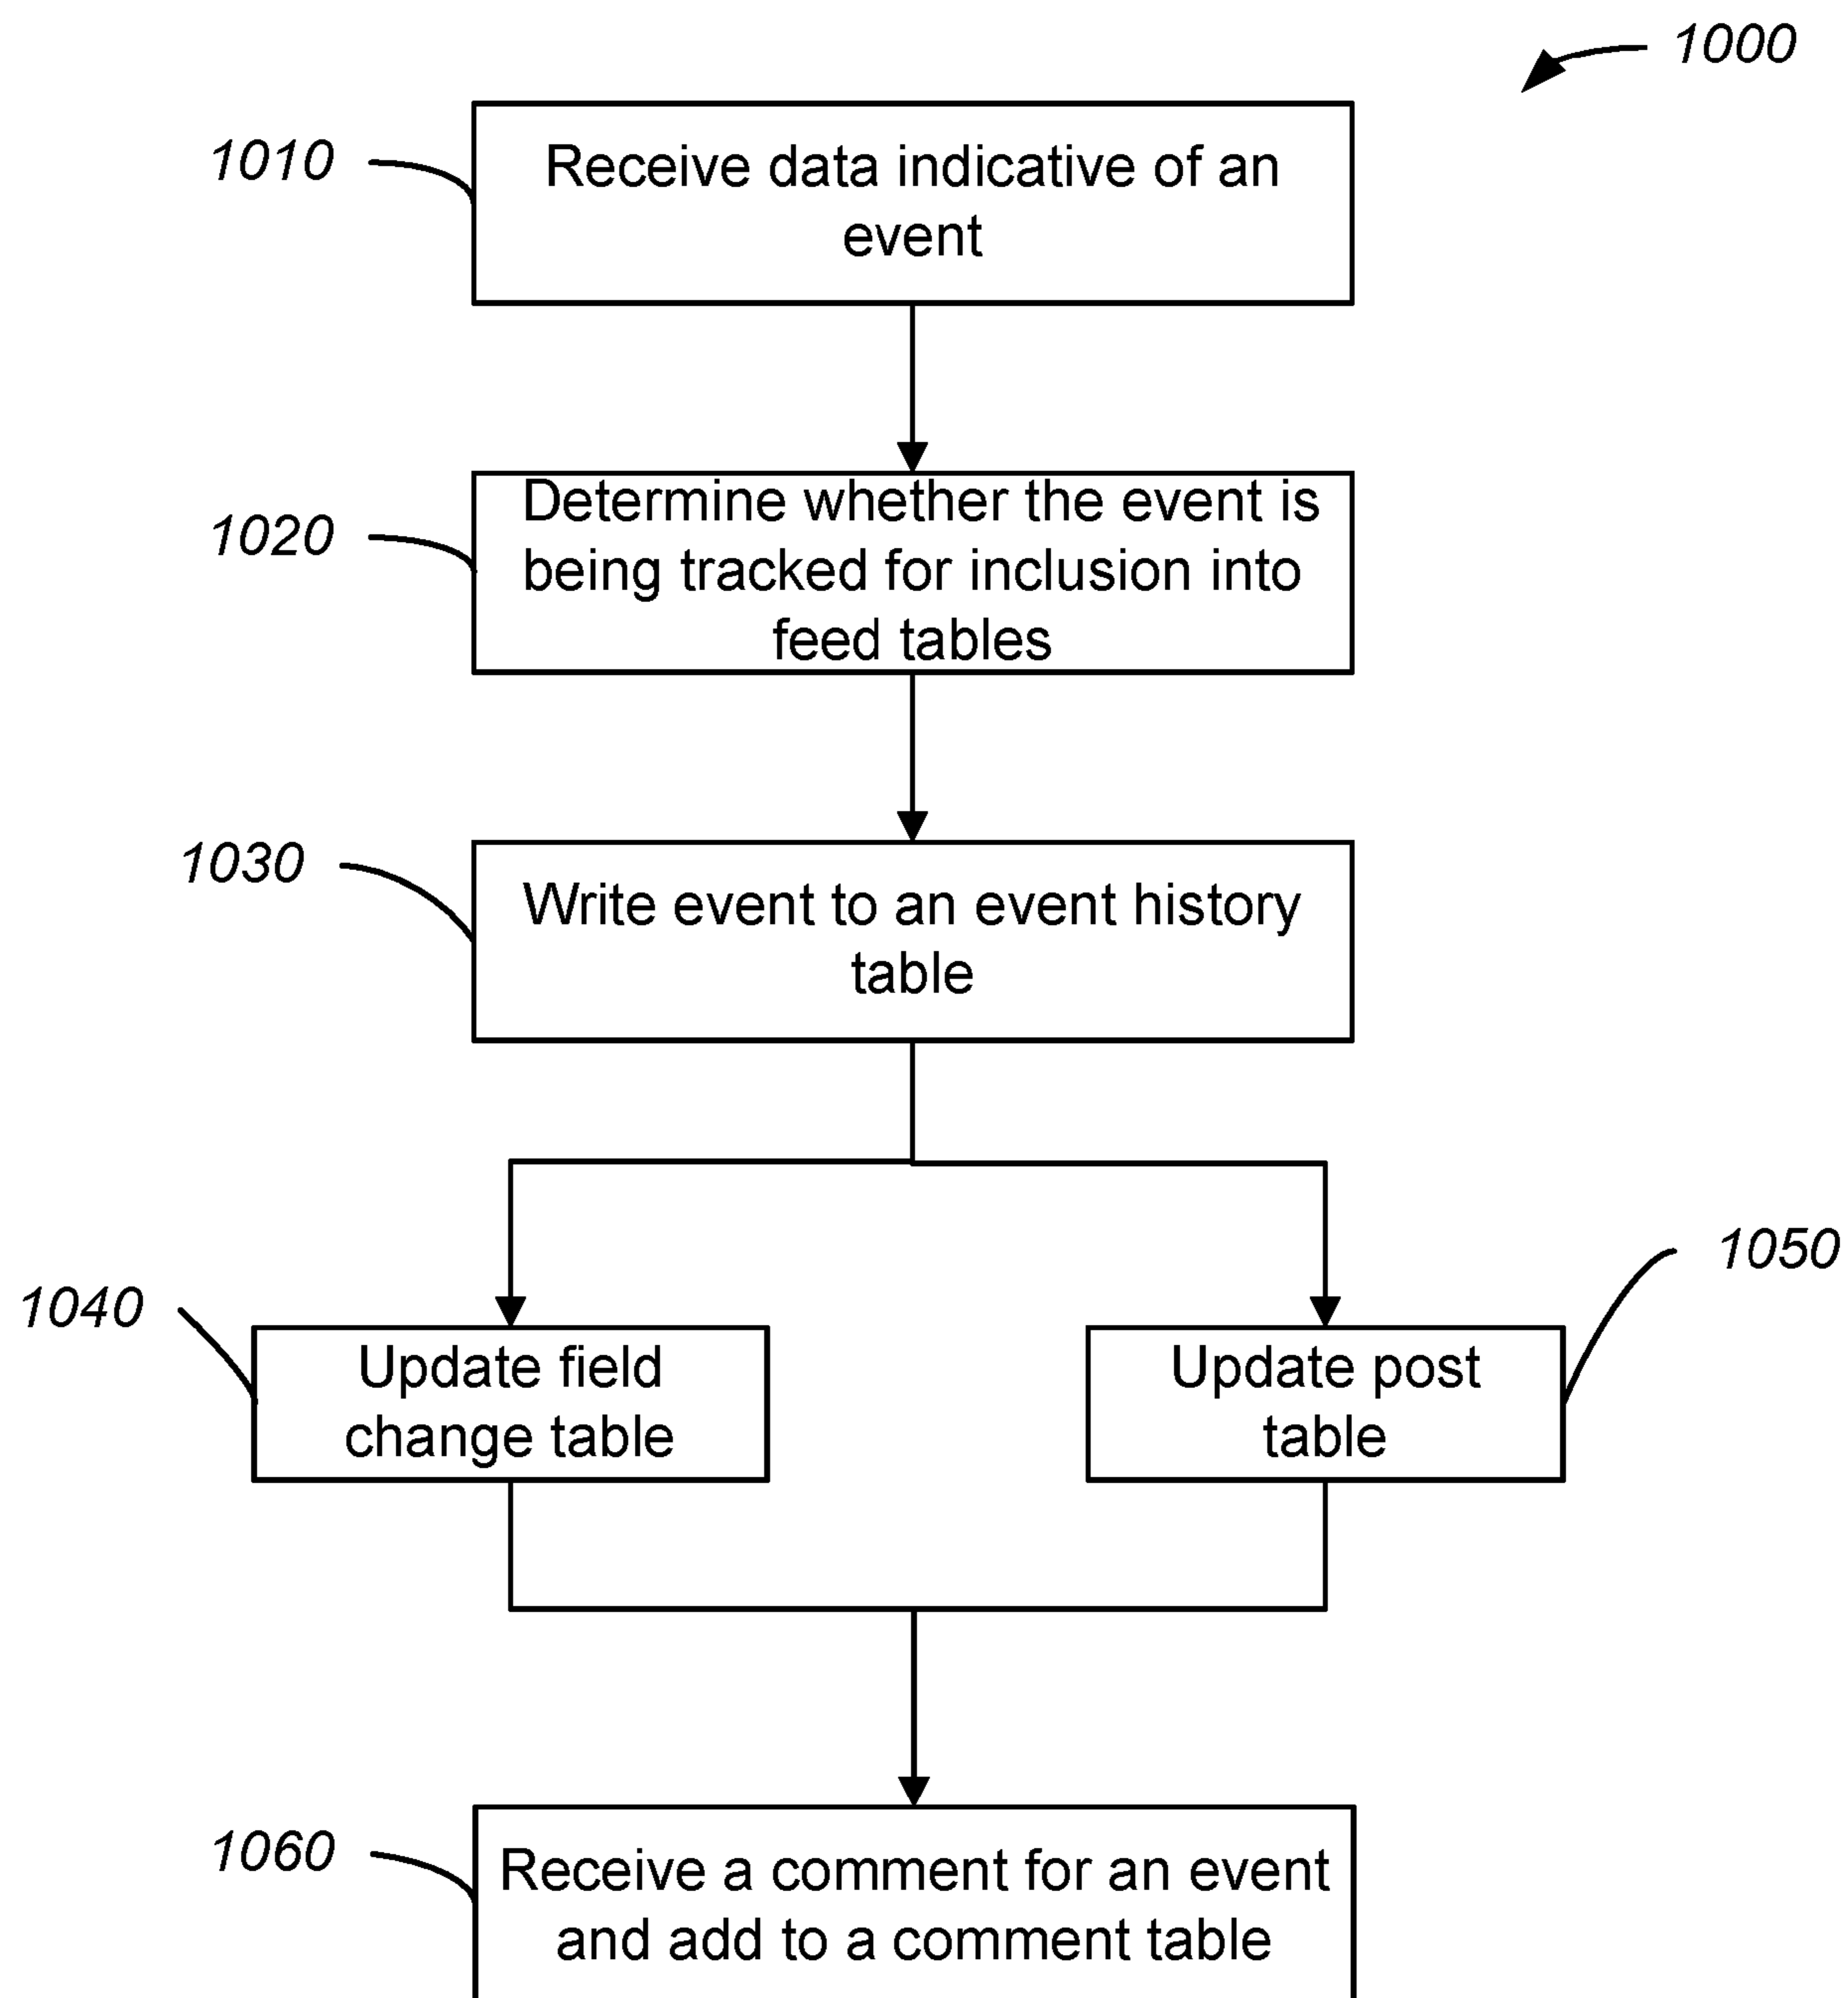 1000
1010
Receive data indicative of an
event
1020
Determine whether the event is
being tracked for inclusion into
feed tables
1030
Write event to an event history
table
1040
Update field
change table
1050
Update post
table
1060
Receive a comment for an event
and add to a comment table